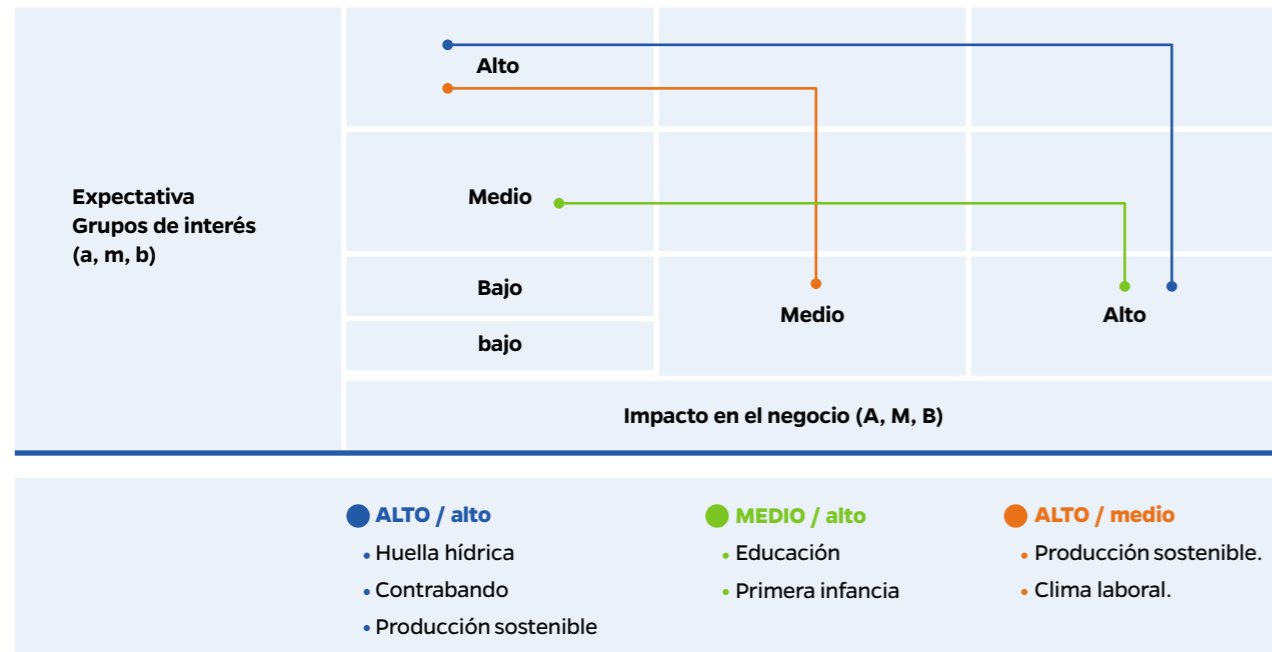 Alto
Expectativa
Grupos de interés
(a, m, b)
Medio
Bajo
Medio
Alto
bajo
Impacto en el negocio (A, M, B)
ALTO / alto
• Huella hídrica
• Contrabando
• Producción sostenible
MEDIO / alto
• Educación
• Primera infancia
ALTO / medio
• Producción sostenible.
• Clima laboral.